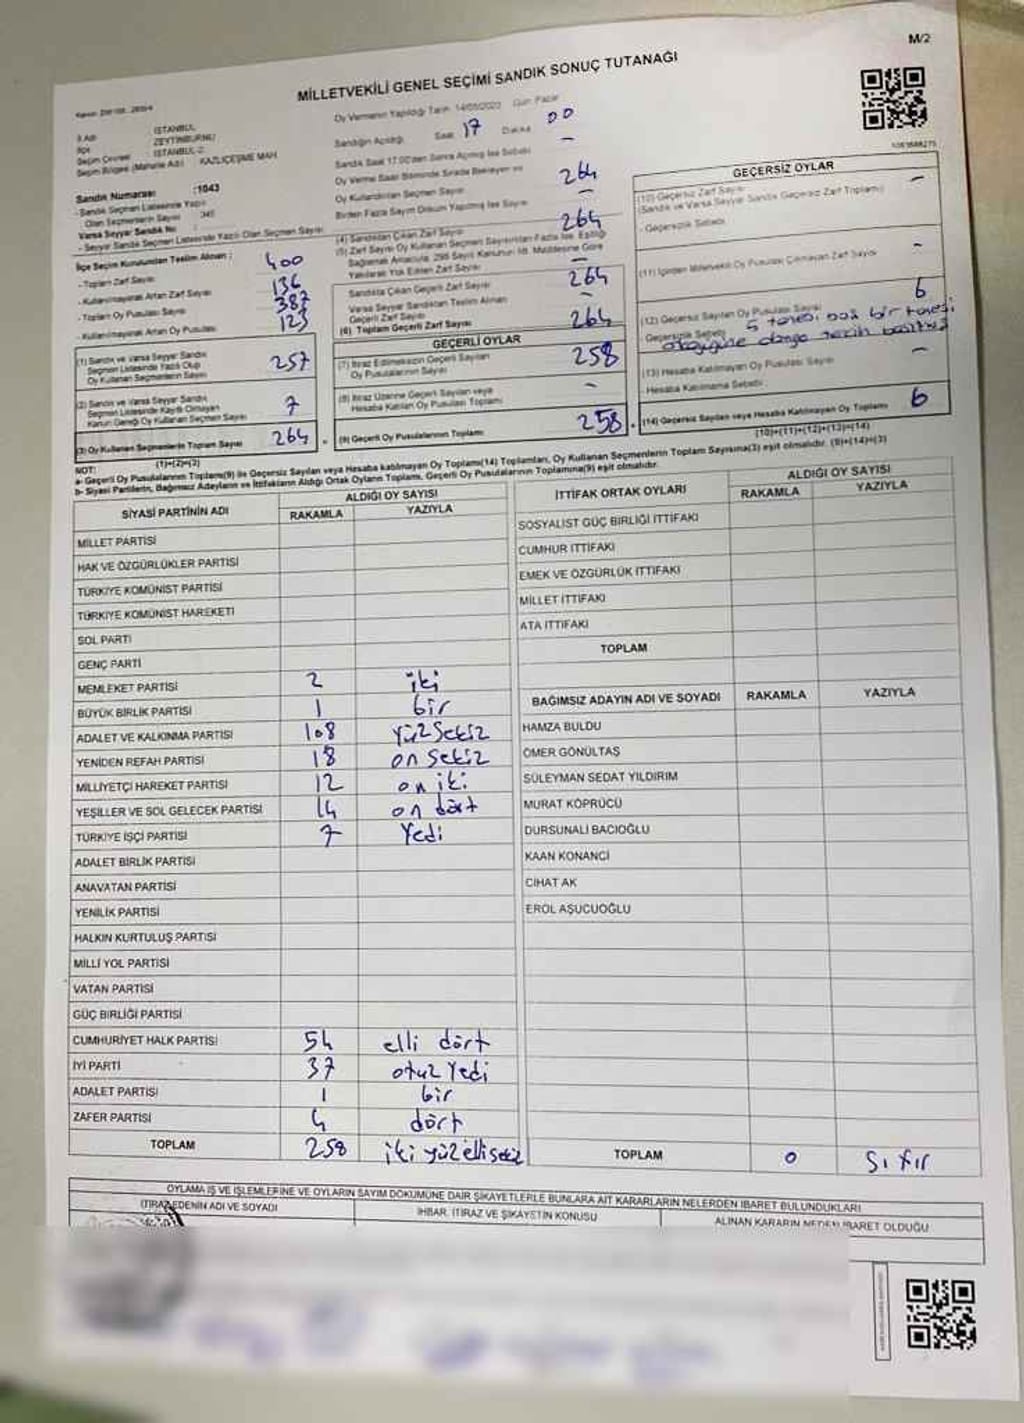 M/2
MİLLETVEKİLİ GENEL SEÇİMİ SANDIK SONUÇ TUTANAĞI
İli Adı İSTANBUL
İlçe ZEYTİNBURNU
Seçim Çevresi İSTANBUL-2
Seçim Bölgesi (Mahalle Adı) KAZLIÇEŞME MAH
Sandık Numarası :1043
- Sandık Seçmen Listesinde Yazılı
Olan Seçmenlerin Sayısı 345
Varsa Seyyar Sandık No
- Seyyar Sandık Seçmen Listesinde Yazılı Olan Seçmen Sayısı
Oy Vermenin Yapıldığı Tarih 14/05/2023 Gün Pazar
Sandığın Açıldığı Saat 17 Dakika 00
Sandık Saat 17.00'den Sonra Açılmış İse Sebebi -
Oy Verme Saati Bitiminde Sırada Bekleyen ve
Oy Kullandırılan Seçmen Sayısı 264
Birden Fazla Sayım Döküm Yapılmış İse Sayısı -
İlçe Seçim Kurulundan Teslim Alınan :
- Toplam Zarf Sayısı 400
- Kullanılmayarak Artan Zarf Sayısı 136
- Toplam Oy Pusulası Sayısı 387
- Kullanılmayarak Artan Oy Pusulası 123
(1) Sandık ve Varsa Seyyar Sandık
Seçmen Listesinde Yazılı Olup
Oy Kullanan Seçmenlerin Sayısı 257
(2) Sandık ve Varsa Seyyar Sandık
Seçmen Listesinde Kayıtlı Olmayan
Kanun Gereği Oy Kullanan Seçmen Sayısı 7
(3) Oy Kullanan Seçmenlerin Toplam Sayısı 264
(1)+(2)=(3)
(4) Sandıktan Çıkan Zarf Sayısı 264
(5) Zarf Sayısı Oy Kullanan Seçmen Sayısından Fazla İse, Eşitliği
Sağlamak Amacıyla, 298 Sayılı Kanunun 98. Maddesine Göre
Yakılarak Yok Edilen Zarf Sayısı -
Sandıkta Çıkan Geçerli Zarf Sayısı 264
Varsa Seyyar Sandıktan Teslim Alınan
Geçerli Zarf Sayısı -
(6) Toplam Geçerli Zarf Sayısı 264
GEÇERLİ OYLAR
(7) İtiraz Edilmeksizin Geçerli Sayılan
Oy Pusulalarının Sayısı 258
(8) İtiraz Üzerine Geçerli Sayılan veya
Hesaba Katılan Oy Pusulası Toplamı -
(9) Geçerli Oy Pusulalarının Toplamı 258
GEÇERSİZ OYLAR
(10) Geçersiz Zarf Sayısı -
(Sandık ve Varsa Seyyar Sandık Geçersiz Zarf Toplamı)
- Geçersizlik Sebebi
(11) İçinden Milletvekili Oy Pusulası Çıkmayan Zarf Sayısı -
(12) Geçersiz Sayılan Oy Pusulası Sayısı 6
- Geçersizlik Sebebi 5 tanesi boş bir tanesi
(13) Hesaba Katılmayan Oy Pusulası Sayısı -
- Hesaba Katılmama Sebebi
(14) Geçersiz Sayılan veya Hesaba Katılmayan Oy Toplamı 6
(10)+(11)+(12)+(13)=(14)
NOT:
a- Geçerli Oy Pusulalarının Toplamı(9) ile Geçersiz Sayılan veya Hesaba katılmayan Oy Toplamı(14) Toplamları, Oy Kullanan Seçmenlerin Toplam Sayısına(3) eşit olmalıdır. (9)+(14)=(3)
b- Siyasi Partilerin, Bağımsız Adayların ve İttifakların Aldığı Ortak Oyların Toplamı, Geçerli Oy Pusulalarının Toplamına(9) eşit olmalıdır.
SİYASİ PARTİNİN ADI ALDIĞI OY SAYISI
RAKAMLA YAZIYLA
MİLLET PARTİSİ
HAK VE ÖZGÜRLÜKLER PARTİSİ
TÜRKİYE KOMÜNİST PARTİSİ
TÜRKİYE KOMÜNİST HAREKETİ
SOL PARTİ
GENÇ PARTİ
MEMLEKET PARTİSİ 2 iki
BÜYÜK BİRLİK PARTİSİ 1 bir
ADALET VE KALKINMA PARTİSİ 108 Yüz Sekiz
YENİDEN REFAH PARTİSİ 18 on sekiz
MİLLİYETÇİ HAREKET PARTİSİ 12 on iki
YEŞİLLER VE SOL GELECEK PARTİSİ 14 on dört
TÜRKİYE İŞÇİ PARTİSİ 7 Yedi
ADALET BİRLİK PARTİSİ
ANAVATAN PARTİSİ
YENİLİK PARTİSİ
HALKIN KURTULUŞ PARTİSİ
MİLLİ YOL PARTİSİ
VATAN PARTİSİ
GÜÇ BİRLİĞİ PARTİSİ
CUMHURİYET HALK PARTİSİ 54 elli dört
İYİ PARTİ 37 otuz Yedi
ADALET PARTİSİ 1 bir
ZAFER PARTİSİ 4 dört
TOPLAM 258 iki yüz elli sekiz
İTTİFAK ORTAK OYLARI ALDIĞI OY SAYISI
RAKAMLA YAZIYLA
SOSYALİST GÜÇ BİRLİĞİ İTTİFAKI
CUMHUR İTTİFAKI
EMEK VE ÖZGÜRLÜK İTTİFAKI
MİLLET İTTİFAKI
ATA İTTİFAKI
TOPLAM
BAĞIMSIZ ADAYIN ADI VE SOYADI RAKAMLA YAZIYLA
HAMZA BULDU
ÖMER GÖNÜLTAŞ
SÜLEYMAN SEDAT YILDIRIM
MURAT KÖPRÜCÜ
DURSUNALİ BACIOĞLU
KAAN KONANCİ
CİHAT AK
EROL AŞUCUOĞLU
TOPLAM 0 Sıfır
OYLAMA İŞ VE İŞLEMLERİNE VE OYLARIN SAYIM DÖKÜMÜNE DAİR ŞİKAYETLERLE BUNLARA AİT KARARLARIN NELERDEN İBARET BULUNDUKLARI
İTİRAZ EDENİN ADI VE SOYADI İHBAR, İTİRAZ VE ŞİKAYETİN KONUSU ALINAN KARARIN NEDEN İBARET OLDUĞU